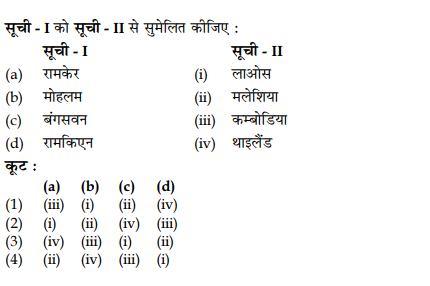 सूची - I को सूची - II से सुमेलित कीजिए :
सूची - I सूची - II
(a) रामकेर (i) लाओस
(b) मोहलम (ii) मलेशिया
(c) बंगसवन (iii) कम्बोडिया
(d) रामकिएन (iv) थाइलैंड
कूट :
(a) (b) (c) (d)
(1) (iii) (i) (ii) (iv)
(2) (i) (ii) (iv) (iii)
(3) (iv) (iii) (i) (ii)
(4) (ii) (iv) (iii) (i)